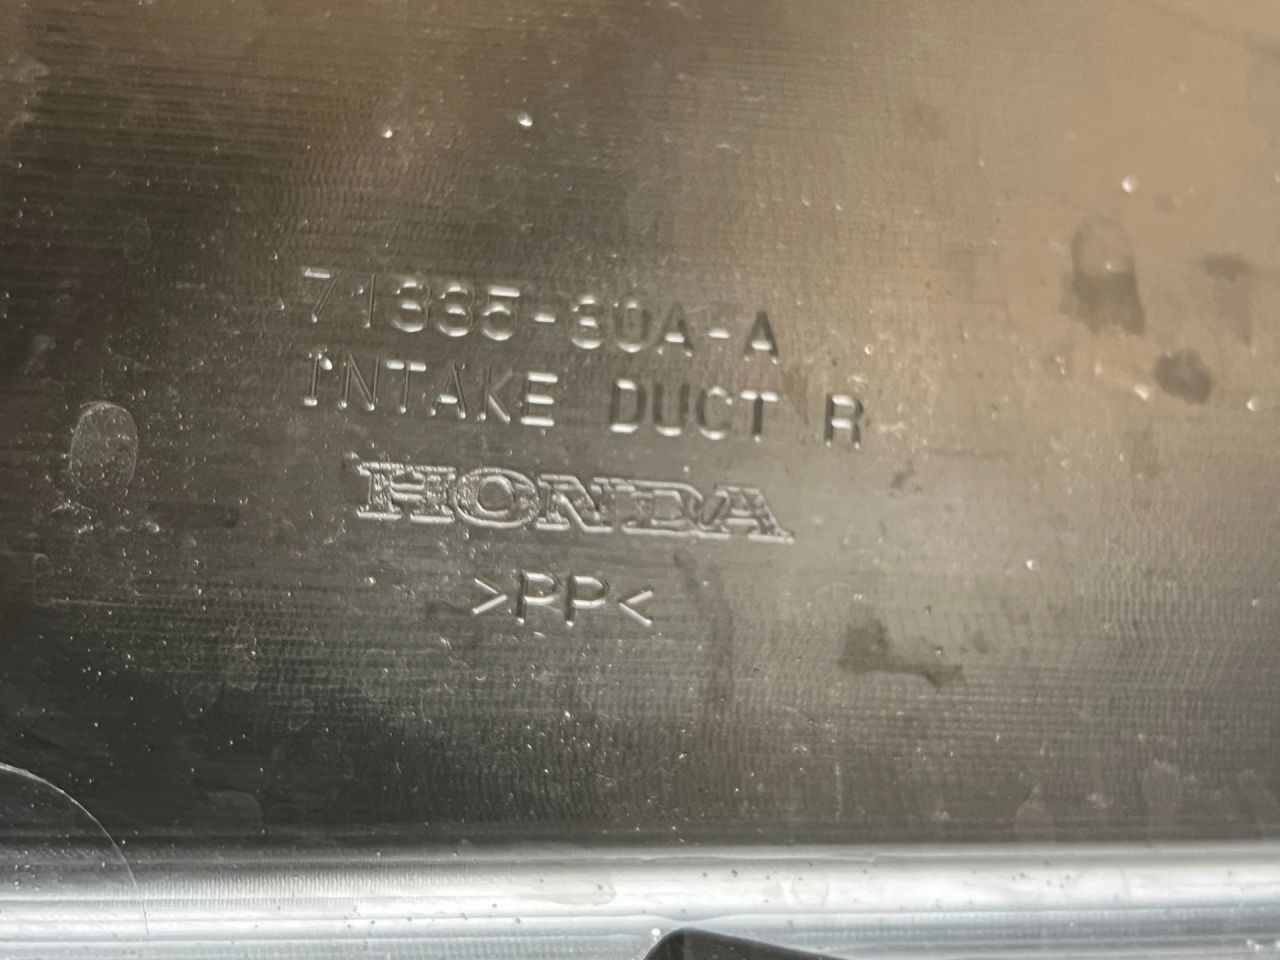 71335-30A-A
INTAKE DUCT R
HONDA
>PP<